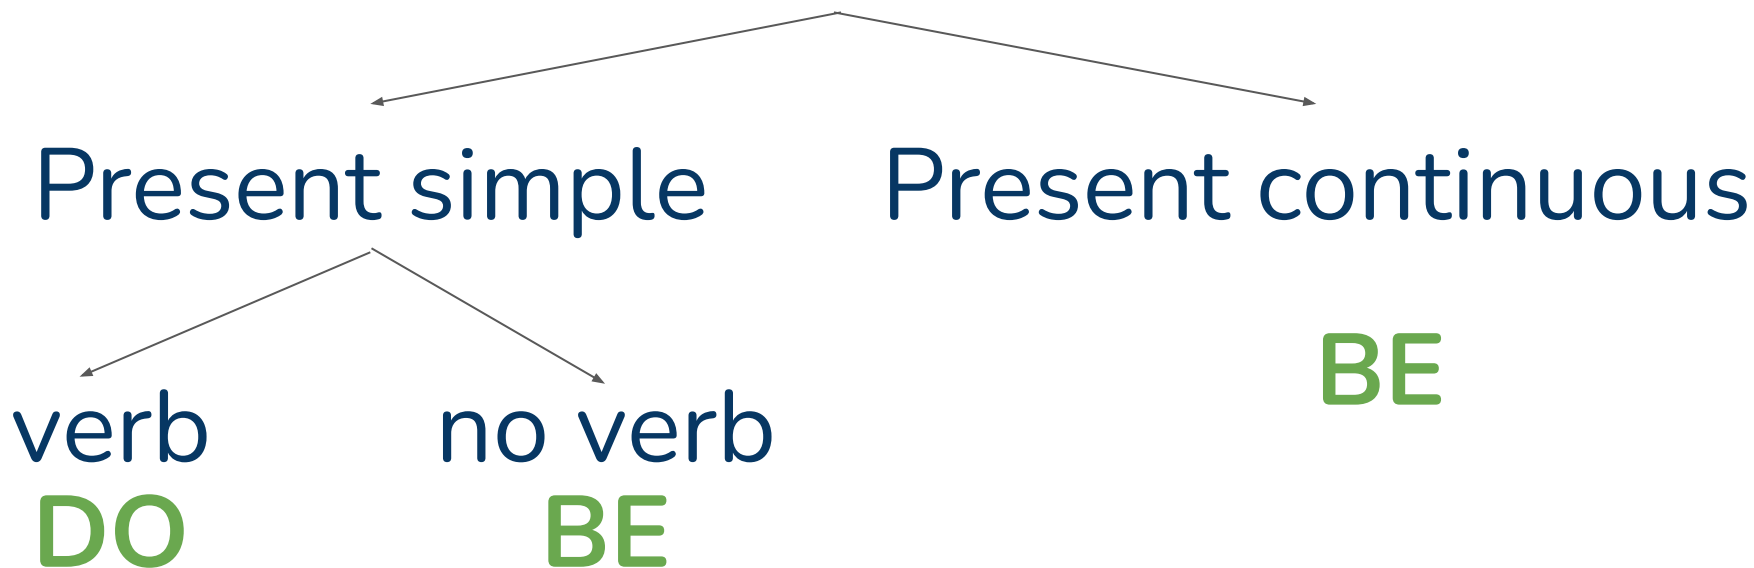 Present simple
Present continuous
BE
verb
no verb
DO
BE